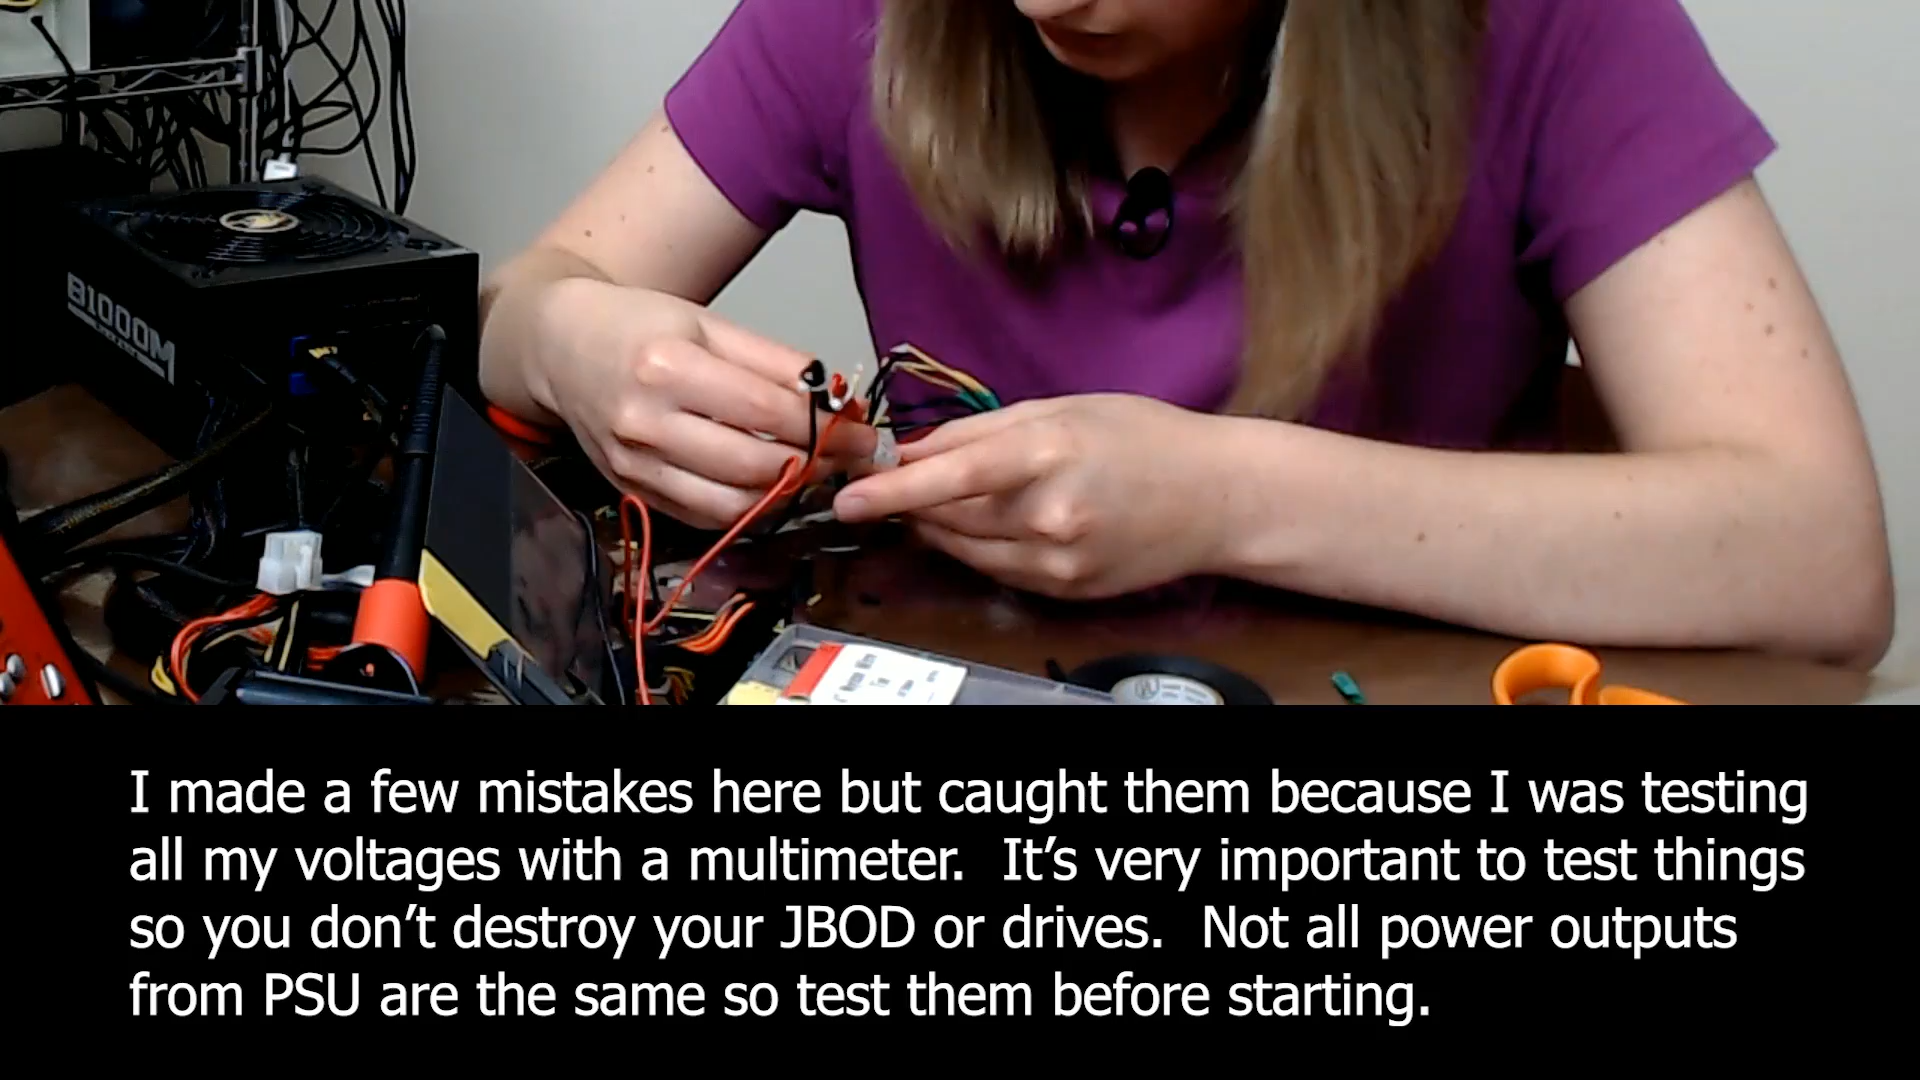 B1000M
I made a few mistakes here but caught them because I was testing
all my voltages with a multimeter.  It’s very important to test things
so you don’t destroy your JBOD or drives.  Not all power outputs
from PSU are the same so test them before starting.